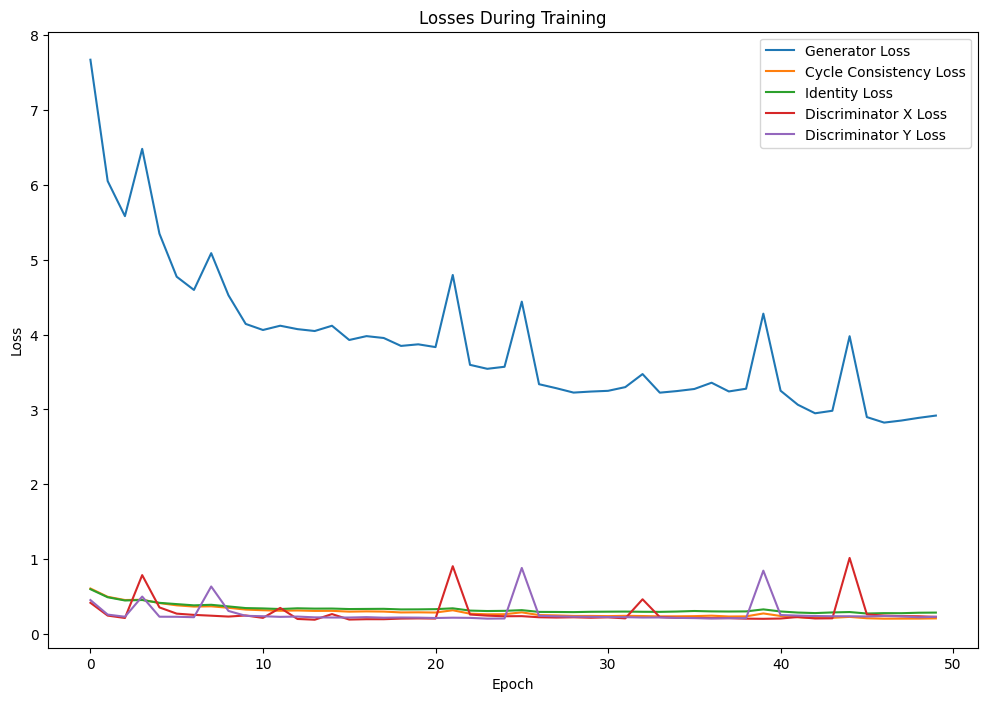 Losses During Training
8
7
6
5
4
3
2
1
0
Loss
0 10 20 30 40 50
Epoch
Generator Loss
Cycle Consistency Loss
Identity Loss
Discriminator X Loss
Discriminator Y Loss